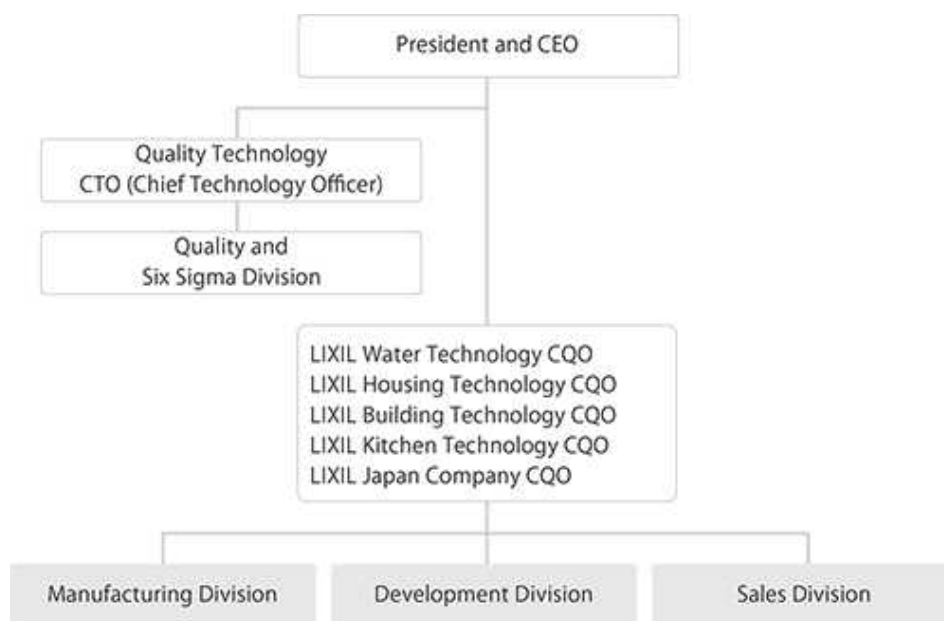 President and CEO
Quality Technology
CTO (Chief Technology Officer)
Quality and
Six Sigma Division
LIXIL Water Technology CQO
LIXIL Housing Technology CQO
LIXIL Building Technology CQO
LIXIL Kitchen Technology CQO
LIXIL Japan Company CQO
Manufacturing Division
Development Division
Sales Division